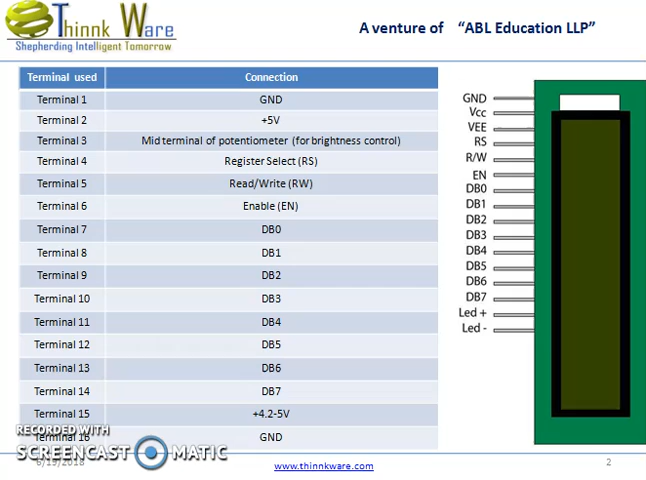 Thinnk Ware
Shepherding Intelligent Tomorrow
A venture of “ABL Education LLP”
Terminal used Connection
Terminal 1 GND
Terminal 2 +5V
Terminal 3 Mid terminal of potentiometer (for brightness control)
Terminal 4 Register Select (RS)
Terminal 5 Read/Write (RW)
Terminal 6 Enable (EN)
Terminal 7 DB0
Terminal 8 DB1
Terminal 9 DB2
Terminal 10 DB3
Terminal 11 DB4
Terminal 12 DB5
Terminal 13 DB6
Terminal 14 DB7
Terminal 15 +4.2-5V
Terminal 16 GND
GND
Vcc
VEE
RS
R/W
EN
DB0
DB1
DB2
DB3
DB4
DB5
DB6
DB7
Led +
Led -
RECORDED WITH
SCREENCAST MATIC
6/19/2018
www.thinnkware.com
2